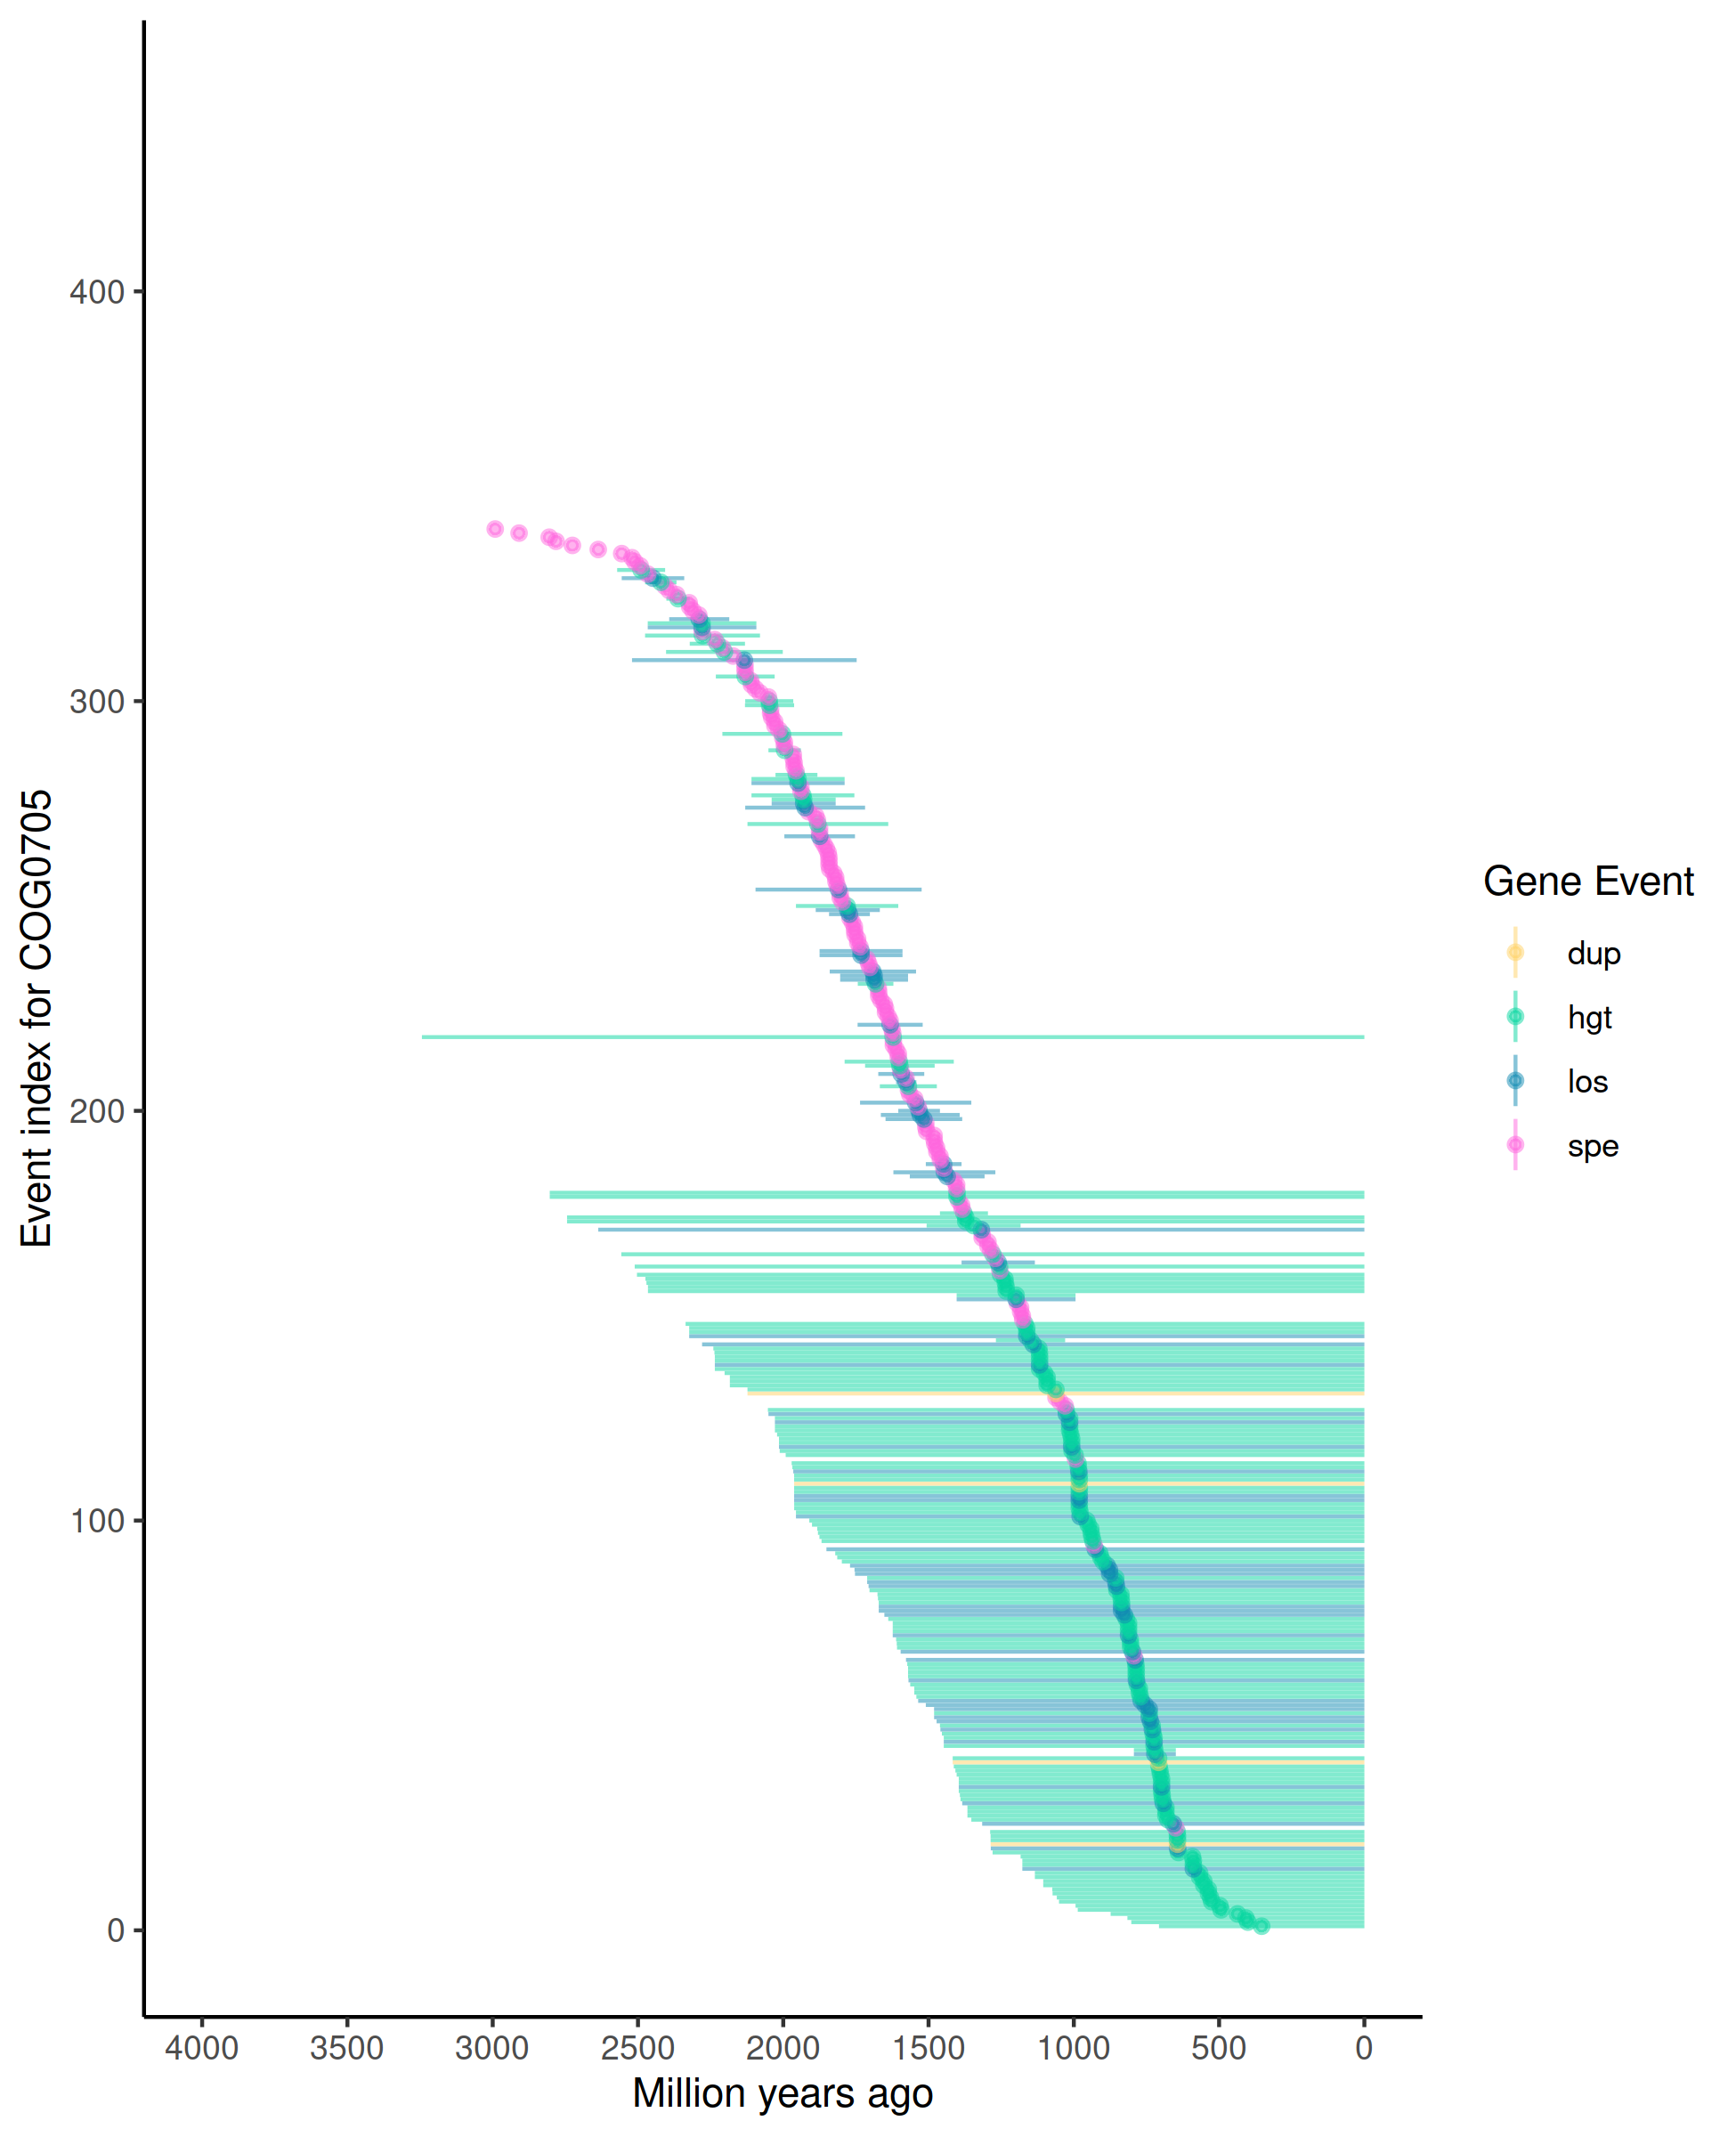 Event index for COG0705
400
300
200
100
0
4000 3500 3000 2500 2000 1500 1000 500 0
Million years ago
Gene Event
dup
hgt
los
spe